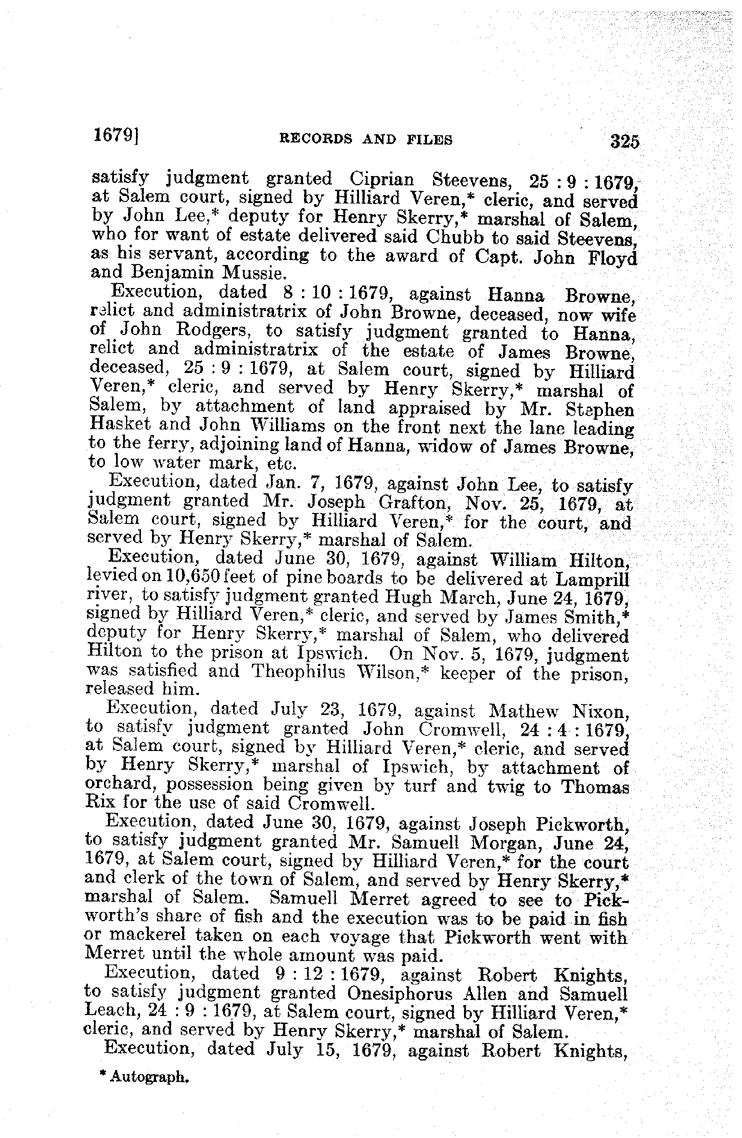 1679] RECORDS AND FILES 325
satisfy judgment granted Ciprian Steevens, 25 : 9 : 1679,
at Salem court, signed by Hilliard Veren,* cleric, and served
by John Lee,* deputy for Henry Skerry,* marshal of Salem,
who for want of estate delivered said Chubb to said Steevens,
as his servant, according to the award of Capt. John Floyd
and Benjamin Mussie.
Execution, dated 8 : 10 : 1679, against Hanna Browne,
relict and administratrix of John Browne, deceased, now wife
of John Rodgers, to satisfy judgment granted to Hanna,
relict and administratrix of the estate of James Browne,
deceased, 25 : 9 : 1679, at Salem court, signed by Hilliard
Veren,* cleric, and served by Henry Skerry,* marshal of
Salem, by attachment of land appraised by Mr. Stephen
Hasket and John Williams on the front next the lane leading
to the ferry, adjoining land of Hanna, widow of James Browne,
to low water mark, etc.
Execution, dated Jan. 7, 1679, against John Lee, to satisfy
judgment granted Mr. Joseph Grafton, Nov. 25, 1679, at
Salem court, signed by Hilliard Veren,* for the court, and
served by Henry Skerry,* marshal of Salem.
Execution, dated June 30, 1679, against William Hilton,
levied on 10,650 feet of pine boards to be delivered at Lamprill
river, to satisfy judgment granted Hugh March, June 24, 1679,
signed by Hilliard Veren,* cleric, and served by James Smith,*
deputy for Henry Skerry,* marshal of Salem, who delivered
Hilton to the prison at Ipswich. On Nov. 5, 1679, judgment
was satisfied and Theophilus Wilson,* keeper of the prison,
released him.
Execution, dated July 23, 1679, against Mathew Nixon,
to satisfy judgment granted John Cromwell, 24 : 4 : 1679,
at Salem court, signed by Hilliard Veren,* cleric, and served
by Henry Skerry,* marshal of Ipswich, by attachment of
orchard, possession being given by turf and twig to Thomas
Rix for the use of said Cromwell.
Execution, dated June 30, 1679, against Joseph Pickworth,
to satisfy judgment granted Mr. Samuell Morgan, June 24,
1679, at Salem court, signed by Hilliard Veren,* for the court
and clerk of the town of Salem, and served by Henry Skerry,*
marshal of Salem. Samuell Merret agreed to see to Pick-
worth's share of fish and the execution was to be paid in fish
or mackerel taken on each voyage that Pickworth went with
Merret until the whole amount was paid.
Execution, dated 9 : 12 : 1679, against Robert Knights,
to satisfy judgment granted Onesiphorus Allen and Samuell
Leach, 24 : 9 : 1679, at Salem court, signed by Hilliard Veren,*
cleric, and served by Henry Skerry,* marshal of Salem.
Execution, dated July 15, 1679, against Robert Knights,
* Autograph.